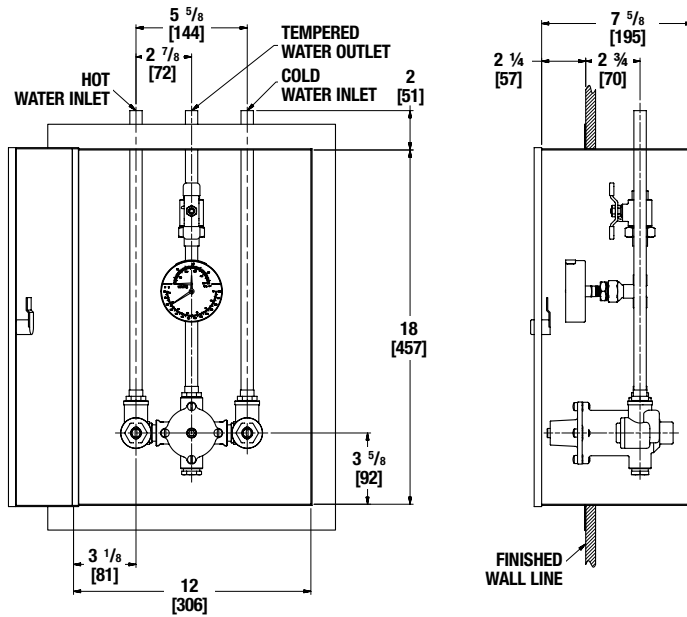 5 5/8
[144]
2 7/8
[72]
TEMPERED
WATER OUTLET
HOT
WATER INLET
COLD
WATER INLET
2
[51]
18
[457]
3 5/8
[92]
3 1/8
[81]
12
[306]
7 5/8
[195]
2 ¼
[57]
2 ¾
[70]
FINISHED
WALL LINE